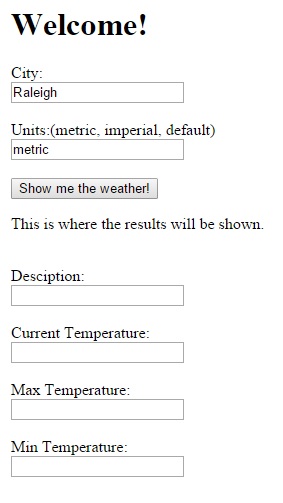 Welcome!
City:
Raleigh
Units:(metric, imperial, default)
metric
Show me the weather!
This is where the results will be shown.
Desciption:
Current Temperature:
Max Temperature:
Min Temperature: